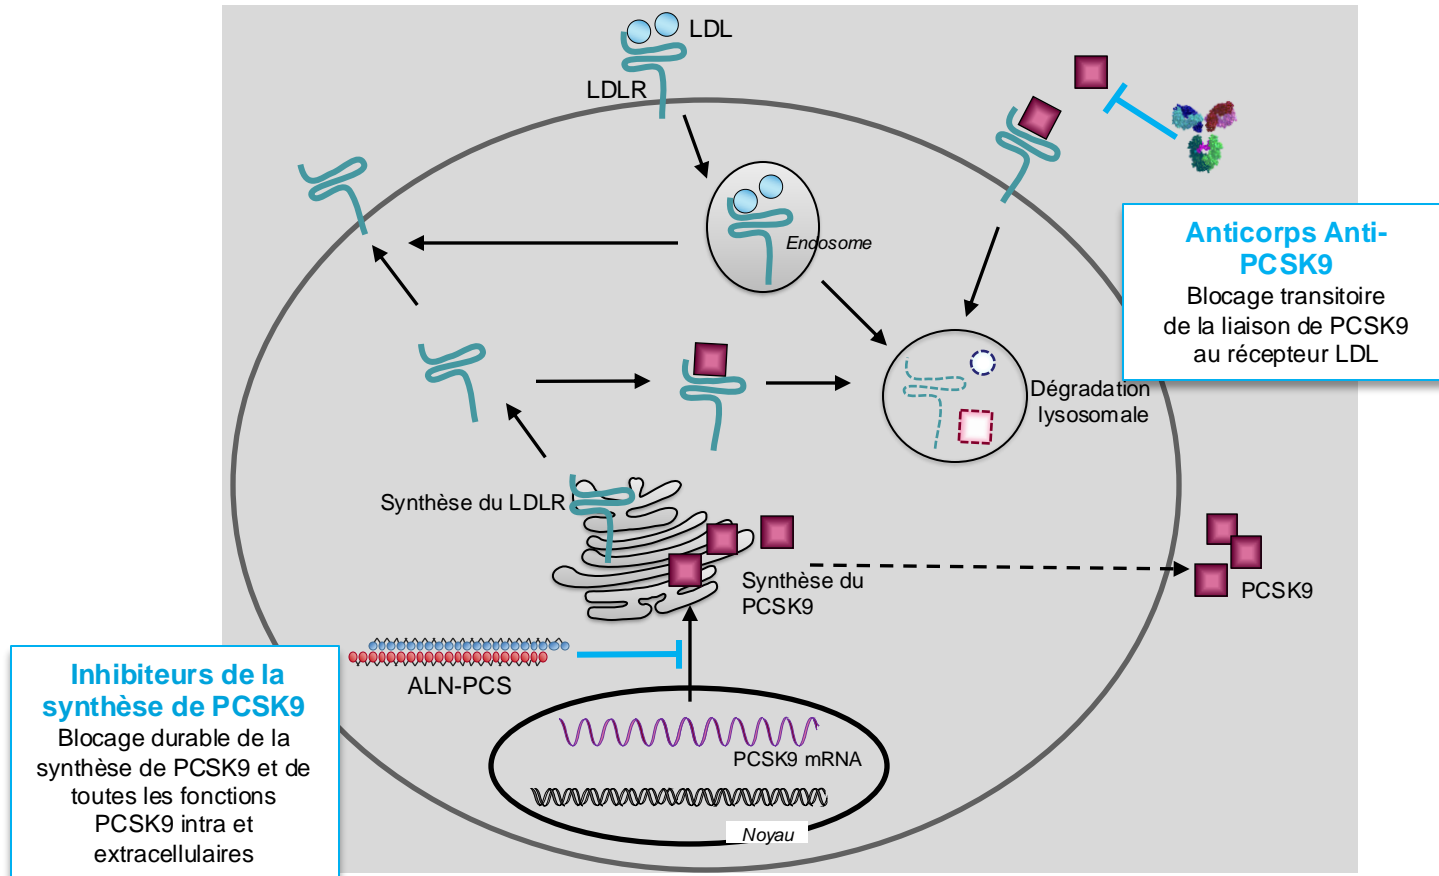 LDL
LDLR
Endosome
Anticorps Anti-
PCSK9
Blocage transitoire
de la liaison de PCSK9
au récepteur LDL
Dégradation
lysosomale
Synthèse du LDLR
Synthèse du
PCSK9
PCSK9
ALN-PCS
Inhibiteurs de la
synthèse de PCSK9
Blocage durable de la
synthèse de PCSK9 et de
toutes les fonctions
PCSK9 intra et
extracellulaires
PCSK9 mRNA
Noyau